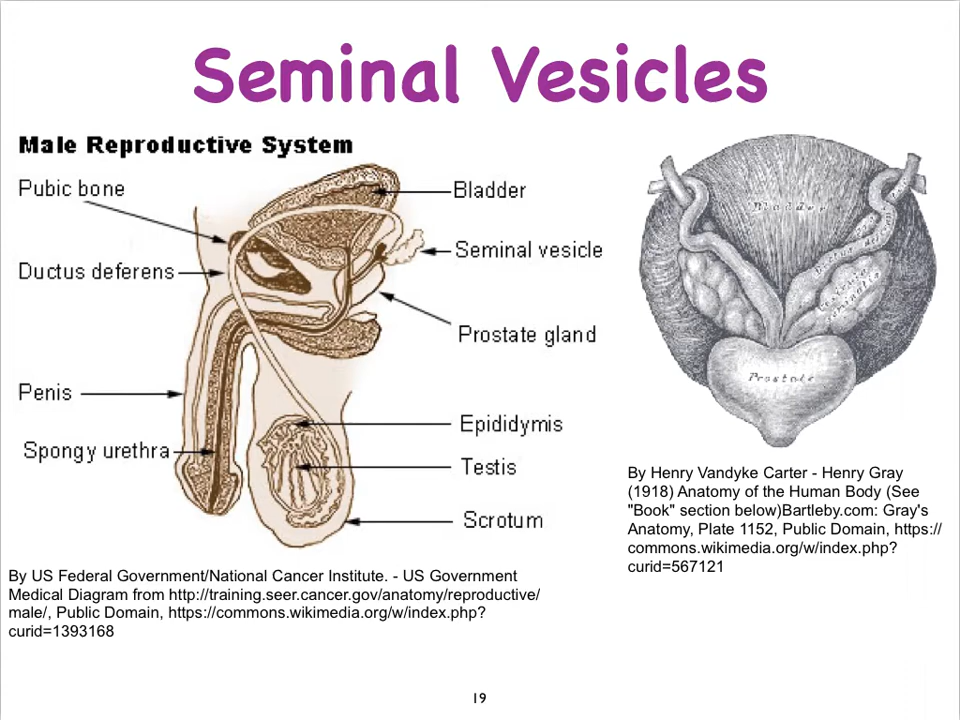 Seminal Vesicles
Male Reproductive System
Pubic bone
Ductus deferens
Penis
Spongy urethra
Bladder
Seminal vesicle
Prostate gland
Epididymis
Testis
Scrotum
By US Federal Government/National Cancer Institute. - US Government
Medical Diagram from http://training.seer.cancer.gov/anatomy/reproductive/
male/, Public Domain, https://commons.wikimedia.org/w/index.php?
curid=1393168
Bladder
Prostate
By Henry Vandyke Carter - Henry Gray
(1918) Anatomy of the Human Body (See
"Book" section below)Bartleby.com: Gray's
Anatomy, Plate 1152, Public Domain, https://
commons.wikimedia.org/w/index.php?
curid=567121
19